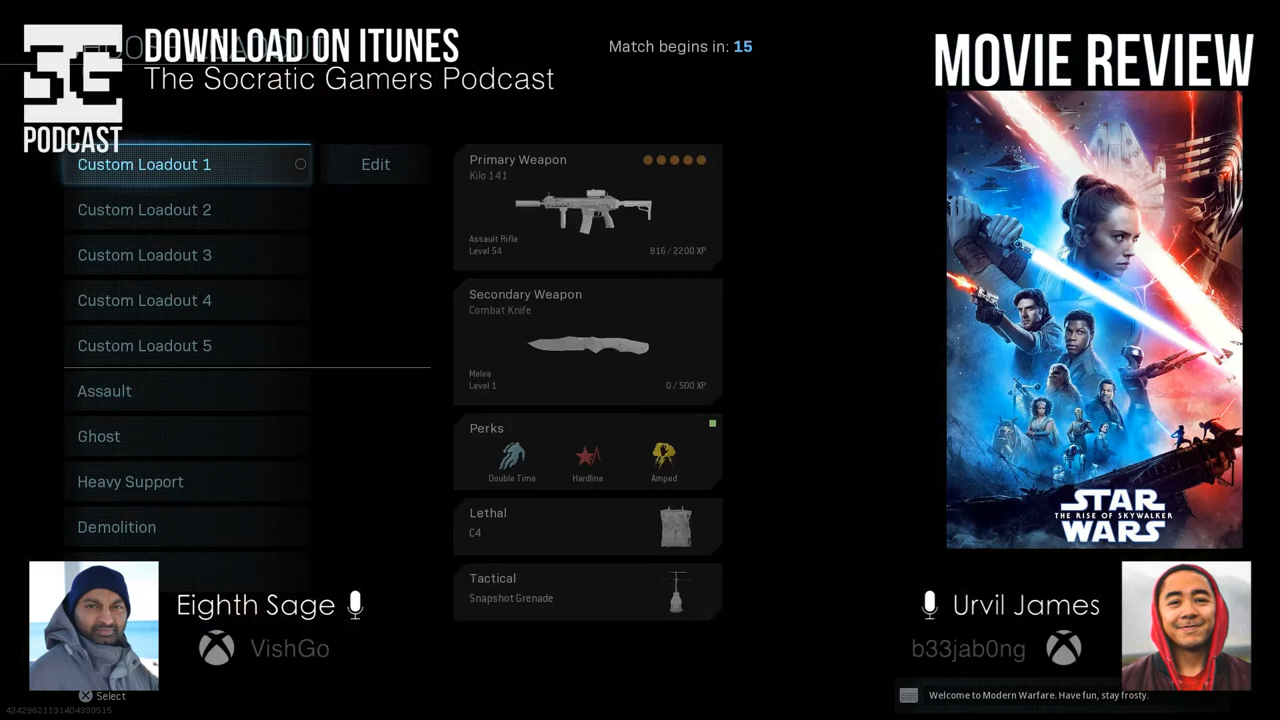 DOWNLOAD ON ITUNES
The Socratic Gamers Podcast
SG
PODCAST
Match begins in: 15
MOVIE REVIEW
Custom Loadout 1
Edit
Custom Loadout 2
Custom Loadout 3
Custom Loadout 4
Custom Loadout 5
Assault
Ghost
Heavy Support
Demolition
Primary Weapon
Kilo 141
Assault Rifle
Level 54
816 / 2200 XP
Secondary Weapon
Combat Knife
Melee
Level 1
0 / 500 XP
Perks
Double Time
Hardline
Amped
Lethal
C4
Tactical
Snapshot Grenade
STAR
THE RISE OF SKYWALKER
WARS
Eighth Sage
VishGo
Urvil James
b33jab0ng
Select
Welcome to Modern Warfare. Have fun, stay frosty.